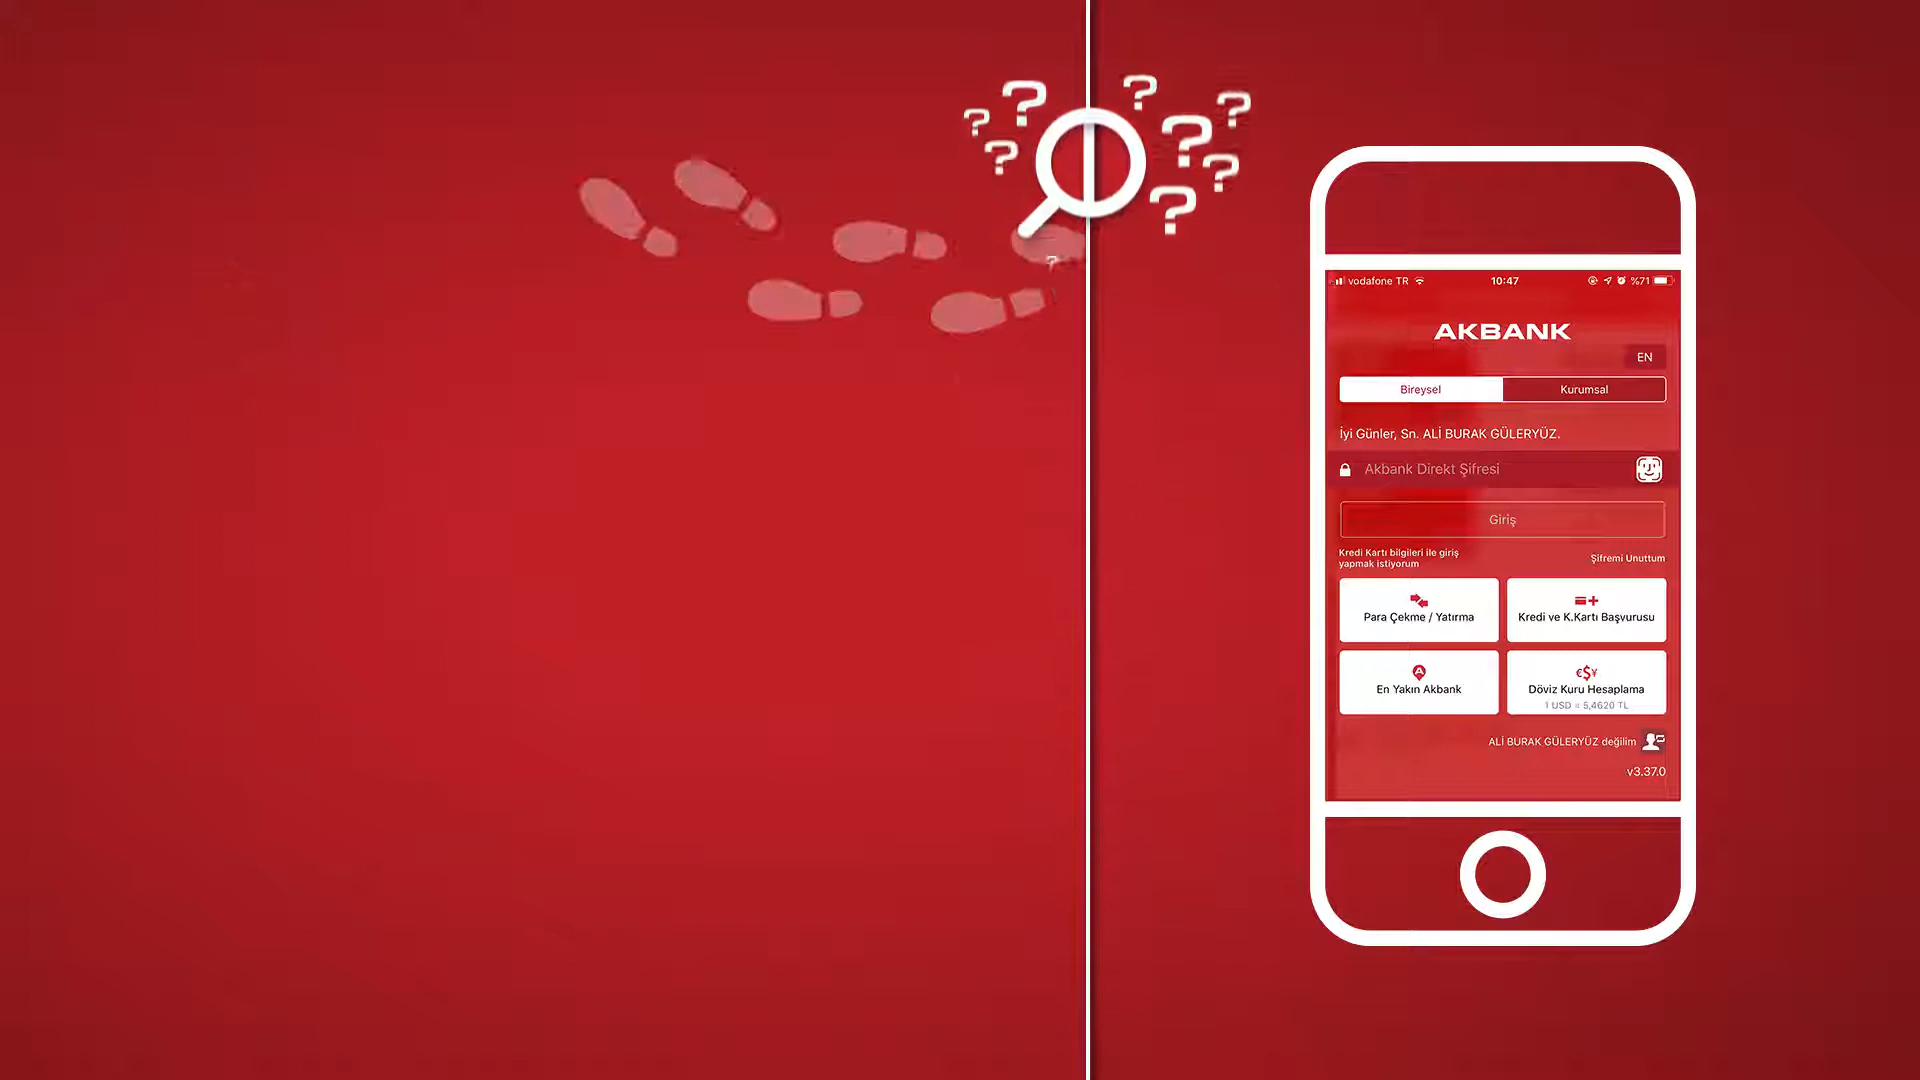 ? ? ? ? ? ? ? ? ?
vodafone TR 10:47 %71
AKBANK
EN
Bireysel Kurumsal
İyi Günler, Sn. ALİ BURAK GÜLERYÜZ.
Akbank Direkt Şifresi
Giriş
Kredi Kartı bilgileri ile giriş
yapmak istiyorum
Şifremi Unuttum
Para Çekme / Yatırma
Kredi ve K.Kartı Başvurusu
En Yakın Akbank
Döviz Kuru Hesaplama
1 USD = 5,4620 TL
ALİ BURAK GÜLERYÜZ değilim
v3.37.0